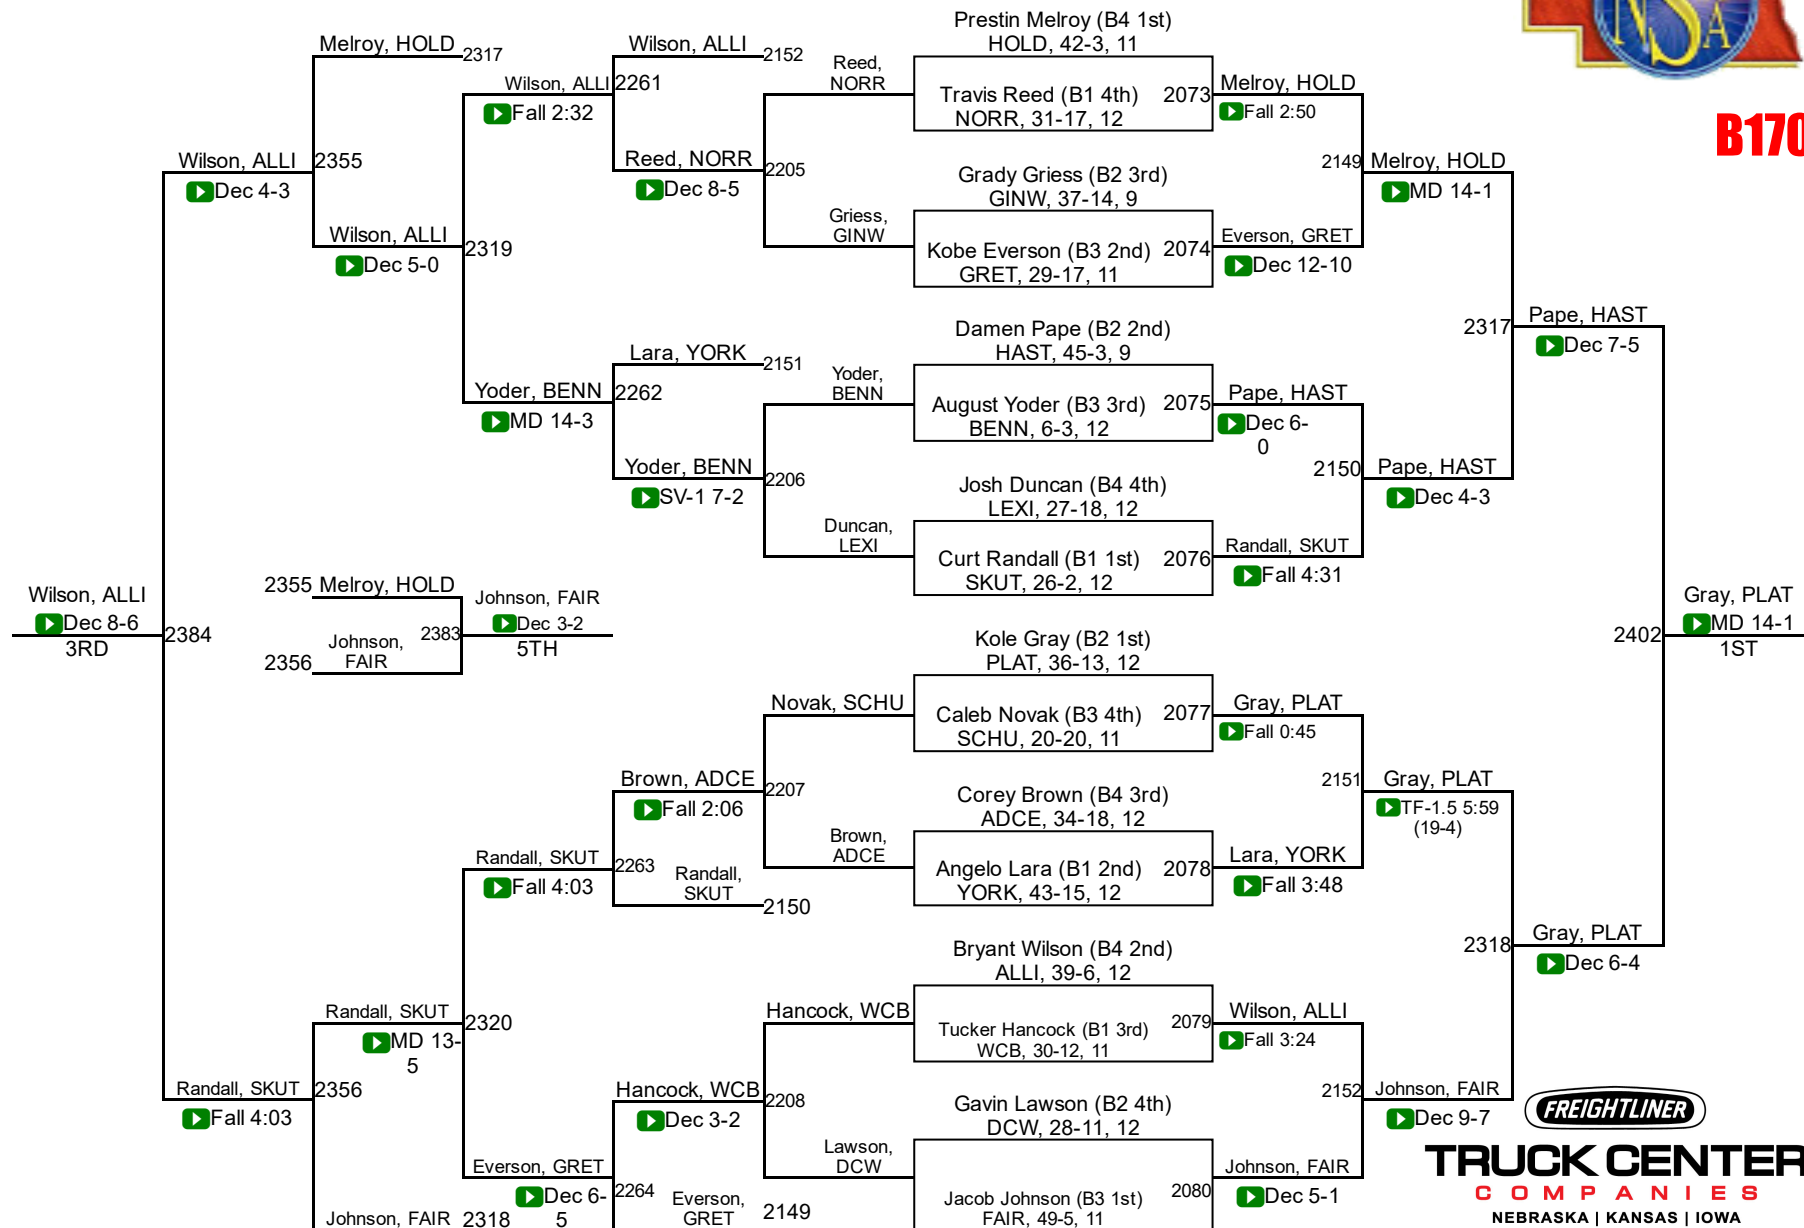 Prestin Melroy (B4 1st)
HOLD, 42-3, 11
Travis Reed (B1 4th) 2073
NORR, 31-17, 12
Grady Griess (B2 3rd)
GINW, 37-14, 9
Kobe Everson (B3 2nd) 2074
GRET, 29-17, 11
Damen Pape (B2 2nd)
HAST, 45-3, 9
August Yoder (B3 3rd) 2075
BENN, 6-3, 12
Josh Duncan (B4 4th)
LEXI, 27-18, 12
Curt Randall (B1 1st) 2076
SKUT, 26-2, 12
Kole Gray (B2 1st)
PLAT, 36-13, 12
Caleb Novak (B3 4th) 2077
SCHU, 20-20, 11
Corey Brown (B4 3rd)
ADCE, 34-18, 12
Angelo Lara (B1 2nd) 2078
YORK, 43-15, 12
Bryant Wilson (B4 2nd)
ALLI, 39-6, 12
Tucker Hancock (B1 3rd) 2079
WCB, 30-12, 11
Gavin Lawson (B2 4th)
DCW, 28-11, 12
Jacob Johnson (B3 1st) 2080
FAIR, 49-5, 11
Melroy, HOLD
Fall 2:50
Everson, GRET
Dec 12-10
Pape, HAST
Dec 6-
0
Randall, SKUT
Fall 4:31
Gray, PLAT
Fall 0:45
Lara, YORK
Fall 3:48
Wilson, ALLI
Fall 3:24
Johnson, FAIR
Dec 5-1
2149 Melroy, HOLD
MD 14-1
2150 Pape, HAST
Dec 4-3
2151 Gray, PLAT
TF-1.5 5:59
(19-4)
2152 Johnson, FAIR
Dec 9-7
2317 Pape, HAST
Dec 7-5
2318 Gray, PLAT
Dec 6-4
2402
Gray, PLAT
MD 14-1
1ST
Reed,
NORR
Griess,
GINW
Yoder,
BENN
Duncan,
LEXI
Novak, SCHU
Brown,
ADCE
Hancock, WCB
Lawson,
DCW
Wilson, ALLI 2152
Reed, NORR 2205
Dec 8-5
Lara, YORK 2151
Yoder, BENN 2206
SV-1 7-2
Brown, ADCE 2207
Fall 2:06
Randall,
SKUT
2150
Hancock, WCB 2208
Dec 3-2
Everson,
GRET
2149
Wilson, ALLI 2261
Fall 2:32
Yoder, BENN 2262
MD 14-3
Randall, SKUT 2263
Fall 4:03
Everson, GRET
Dec 6-
5
2264
Melroy, HOLD 2317
Wilson, ALLI 2319
Dec 5-0
Randall, SKUT 2320
MD 13-
5
Johnson, FAIR 2318
Wilson, ALLI 2355
Dec 4-3
Randall, SKUT 2356
Fall 4:03
2355 Melroy, HOLD
2356 Johnson,
FAIR
2383
Johnson, FAIR
Dec 3-2
5TH
Wilson, ALLI
Dec 8-6
3RD
2384
NSA
B170
FREIGHTLINER
TRUCK CENTER
COMPANIES
NEBRASKA | KANSAS | IOWA